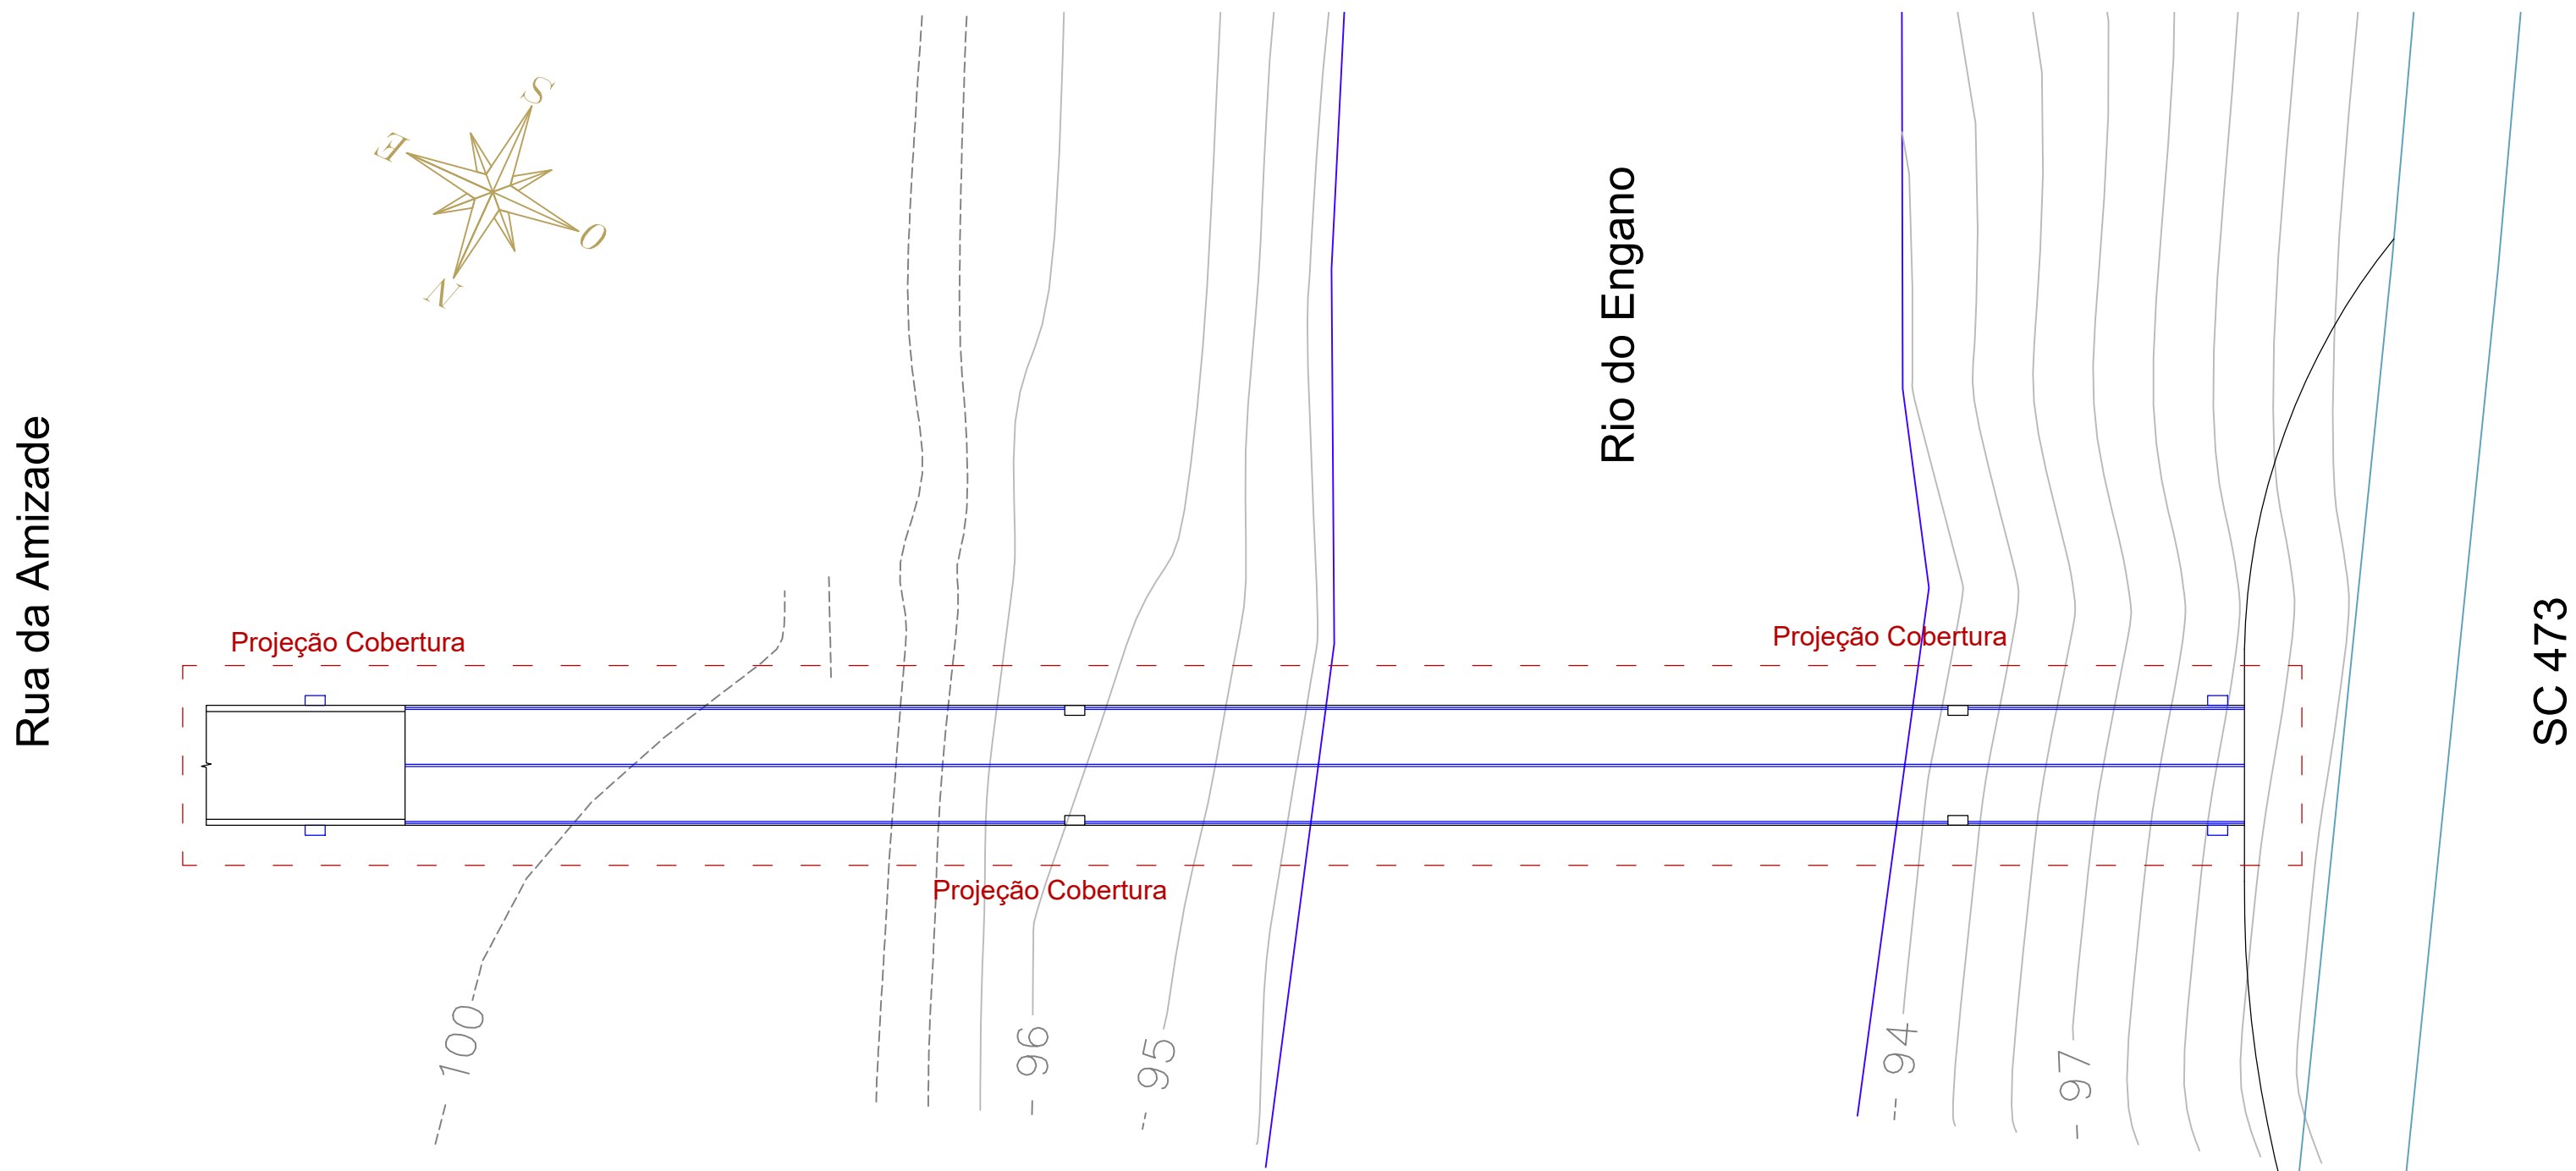 S
E
O
N
Rio do Engano
Rua da Amizade
SC 473
Projeção Cobertura
Projeção Cobertura
Projeção Cobertura
100
96
95
94
97